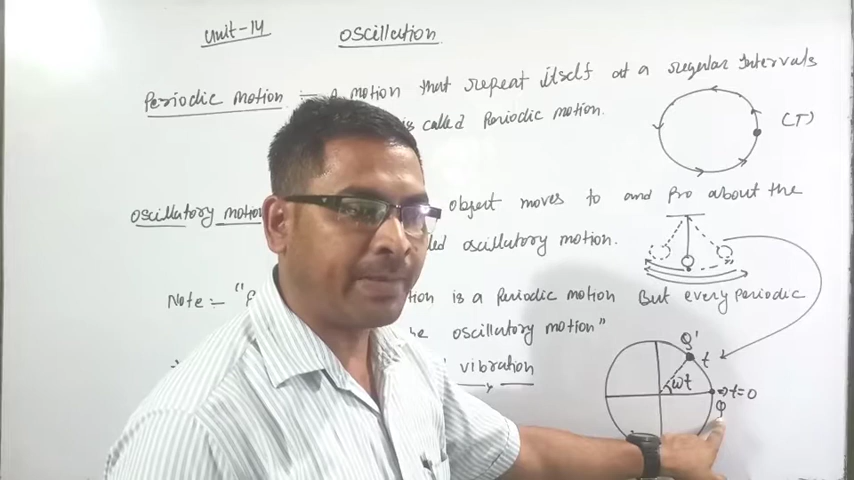 Unit-14 Oscillation
Periodic motion :- A motion that repeat itself at a regular Intervals
is called Periodic motion.
(T)
Oscillatory motion object moves to and fro about the
oscillatory motion.
Note :- is a Periodic motion But every periodic
the oscillatory motion"
vibration
Q'
t
ωt
t=0